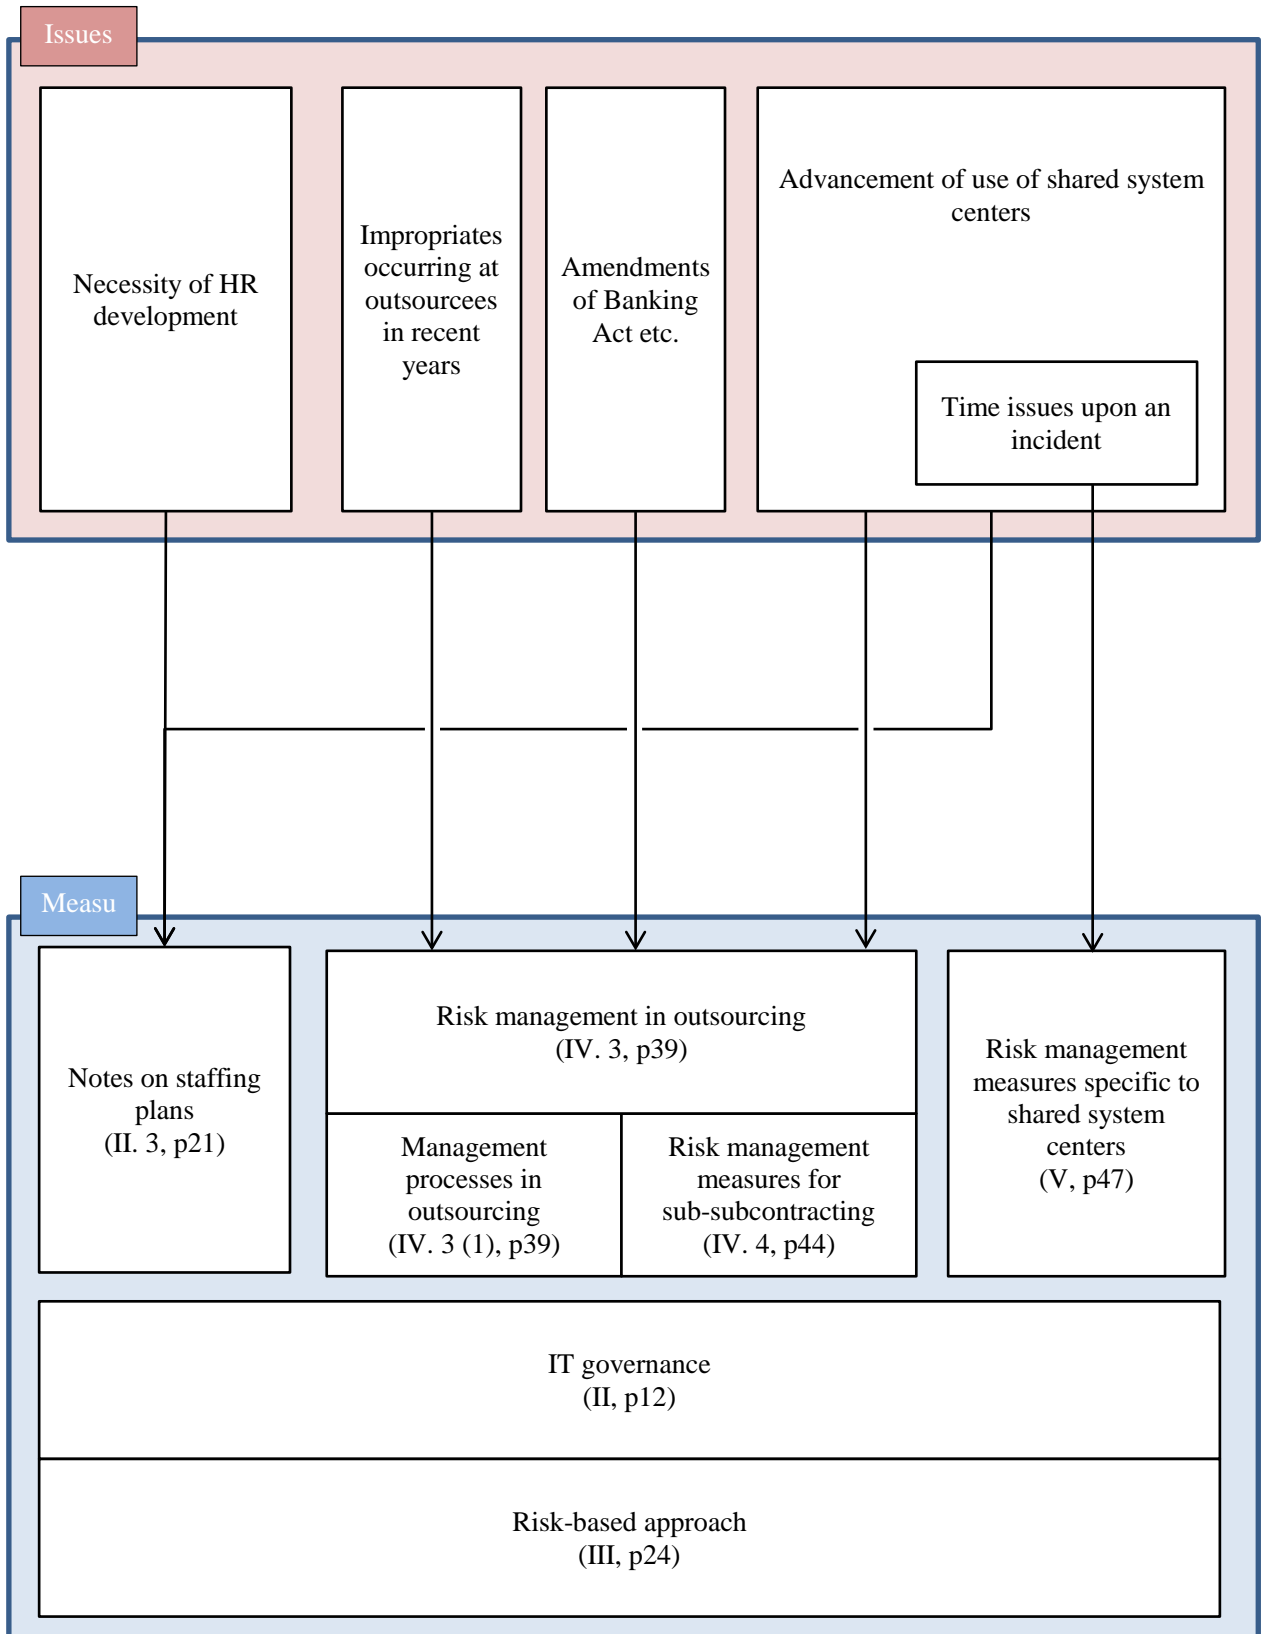 Issues
Necessity of HR
development
Impropriates
occurring at
outsourcees
in recent
years
Amendments
of Banking
Act etc.
Advancement of use of shared system
centers
Time issues upon an
incident
Measu
Notes on staffing
plans
(II. 3, p21)
Risk management in outsourcing
(IV. 3, p39)
Management
processes in
outsourcing
(IV. 3 (1), p39)
Risk management
measures for
sub-subcontracting
(IV. 4, p44)
Risk management
measures specific to
shared system
centers
(V, p47)
IT governance
(II, p12)
Risk-based approach
(III, p24)